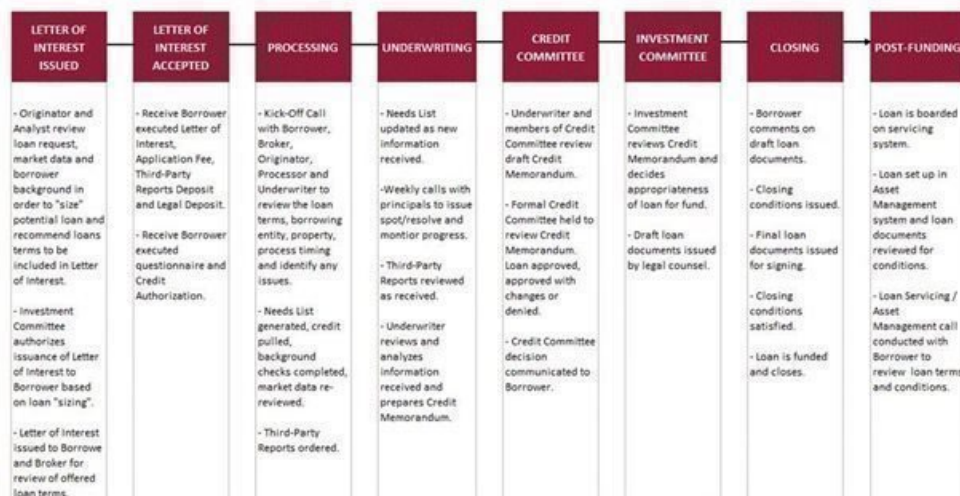 LETTER OF
INTEREST
ISSUED
LETTER OF
INTEREST
ACCEPTED
PROCESSING
UNDERWRITING
CREDIT
COMMITTEE
INVESTMENT
COMMITTEE
CLOSING
POST-FUNDING
- Originator and
Analyst review
loan request,
market data and
borrower
background in
order to "size"
potential loan and
recommend loans
terms to be
included in Letter
of Interest.
- Investment
Committee
authorizes
issuance of Letter
of Interest to
Borrower based
on loan "sizing".
- Letter of Interest
issued to Borrowe
and Broker for
review of offered
loan terms.
- Receive Borrower
executed Letter of
Interest,
Application Fee,
Third-Party
Reports Deposit
and Legal Deposit.
- Receive Borrower
executed
questionnaire and
Credit
Authorization.
- Kick-Off Call
with Borrower,
Broker,
Originator,
Processor and
Underwriter to
review the loan
terms, borrowing
entity, property,
process timing
and identify any
issues.
- Needs List
generated, credit
pulled,
background
checks completed,
market data re-
reviewed.
- Third-Party
Reports ordered.
- Needs List
updated as new
information
received.
-Weekly calls with
principals to issue
spot/resolve and
montior progress.
- Third-Party
Reports reviewed
as received.
- Underwriter
reviews and
analyzes
information
received and
prepares Credit
Memorandum.
- Underwriter and
members of Credit
Committee review
draft Credit
Memorandum.
- Formal Credit
Committee held to
review Credit
Memorandum.
Loan approved,
approved with
changes or
denied.
- Credit Committee
decision
communicated to
Borrower.
- Investment
Committee
reviews Credit
Memorandum and
decides
appropriateness
of loan for fund.
- Draft loan
documents issued
by legal counsel.
- Borrower
comments on
draft loan
documents.
- Closing
conditions issued.
- Final loan
documents issued
for signing.
- Closing
conditions
satisfied.
- Loan is funded
and closes.
- Loan is boarded
on servicing
system.
- Loan set up in
Asset
Management
system and loan
documents
reviewed for
conditions.
- Loan Servicing /
Asset
Management call
conducted with
Borrower to
review loan terms
and conditions.